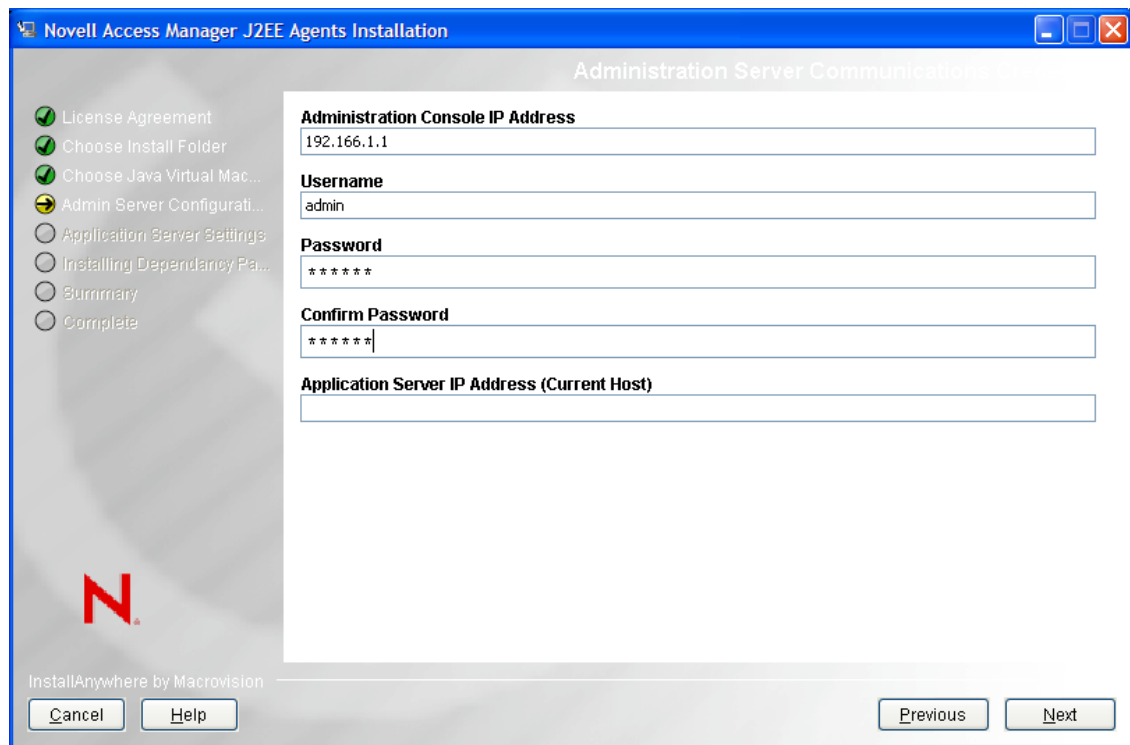 Novell Access Manager J2EE Agents Installation
Administration Server Communications
License Agreement
Choose Install Folder
Choose Java Virtual Mac...
Admin Server Configurati...
Application Server Settings
Installing Dependancy Pa...
Summary
Complete
Administration Console IP Address
192.166.1.1
Username
admin
Password
******
Confirm Password
******
Application Server IP Address (Current Host)
N
InstallAnywhere by Macrovision
Cancel
Help
Previous
Next